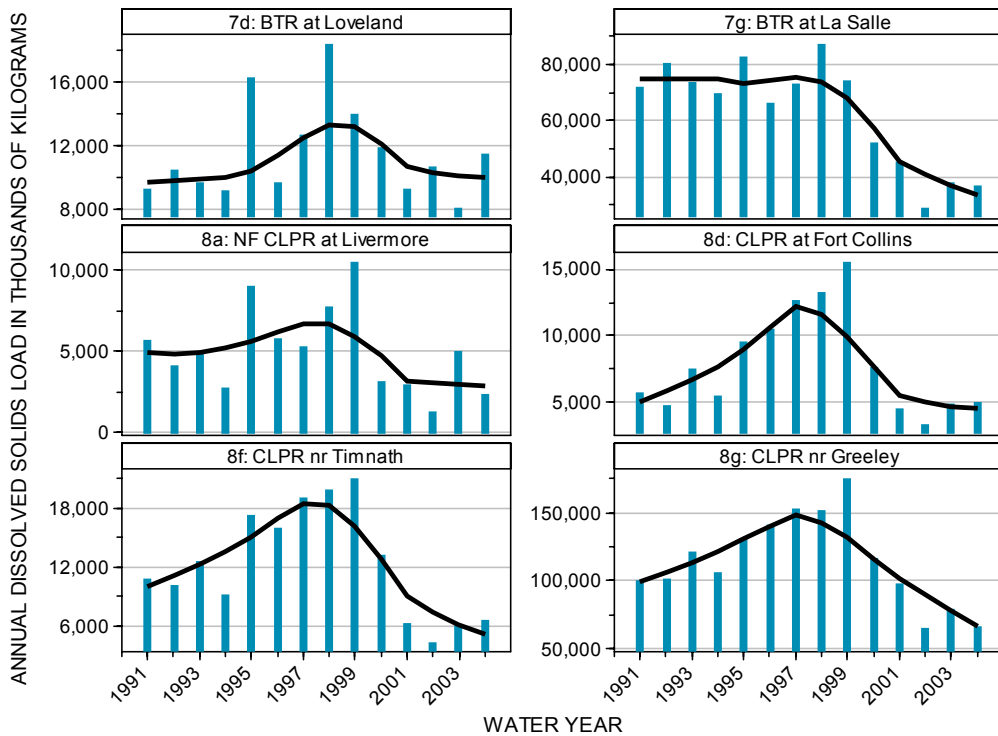 ANNUAL DISSOLVED SOLIDS LOAD IN THOUSANDS OF KILOGRAMS
7d: BTR at Loveland
16,000
12,000
8,000
7g: BTR at La Salle
80,000
60,000
40,000
8a: NF CLPR at Livermore
10,000
5,000
0
8d: CLPR at Fort Collins
15,000
10,000
5,000
8f: CLPR nr Timnath
18,000
12,000
6,000
1991 1993 1995 1997 1999 2001 2003
8g: CLPR nr Greeley
150,000
100,000
50,000
1991 1993 1995 1997 1999 2001 2003
WATER YEAR